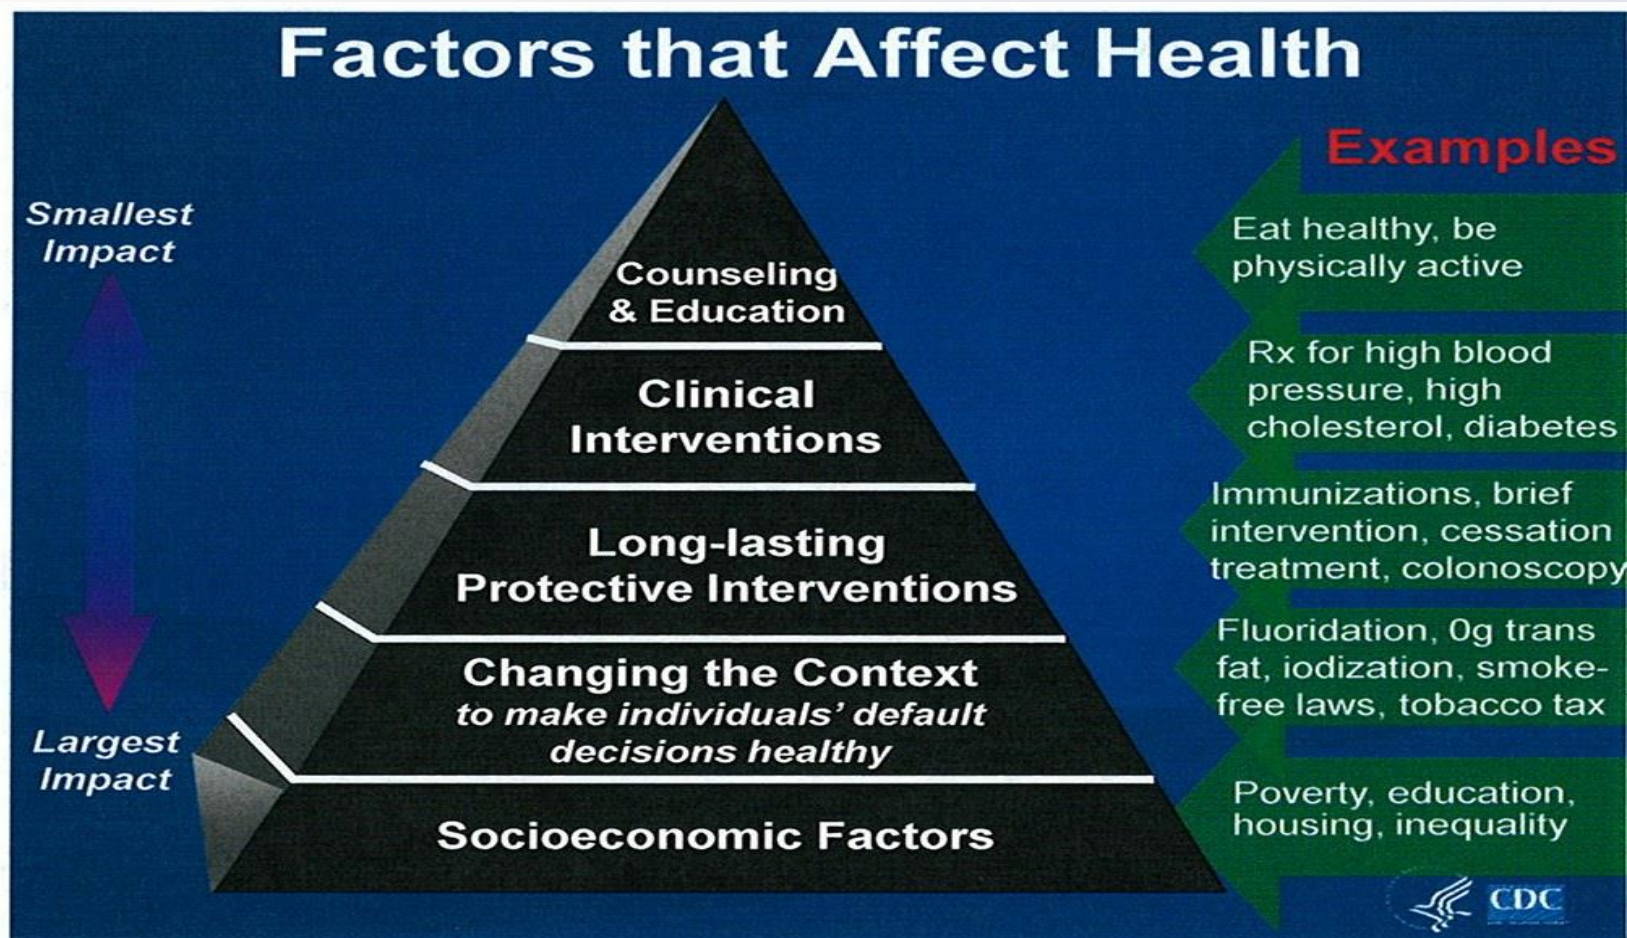 Factors that Affect Health
Examples
Smallest
Impact
Largest
Impact
Counseling
& Education
Clinical
Interventions
Long-lasting
Protective Interventions
Changing the Context
to make individuals’ default
decisions healthy
Socioeconomic Factors
Eat healthy, be
physically active
Rx for high blood
pressure, high
cholesterol, diabetes
Immunizations, brief
intervention, cessation
treatment, colonoscopy
Fluoridation, 0g trans
fat, iodization, smoke-
free laws, tobacco tax
Poverty, education,
housing, inequality
CDC